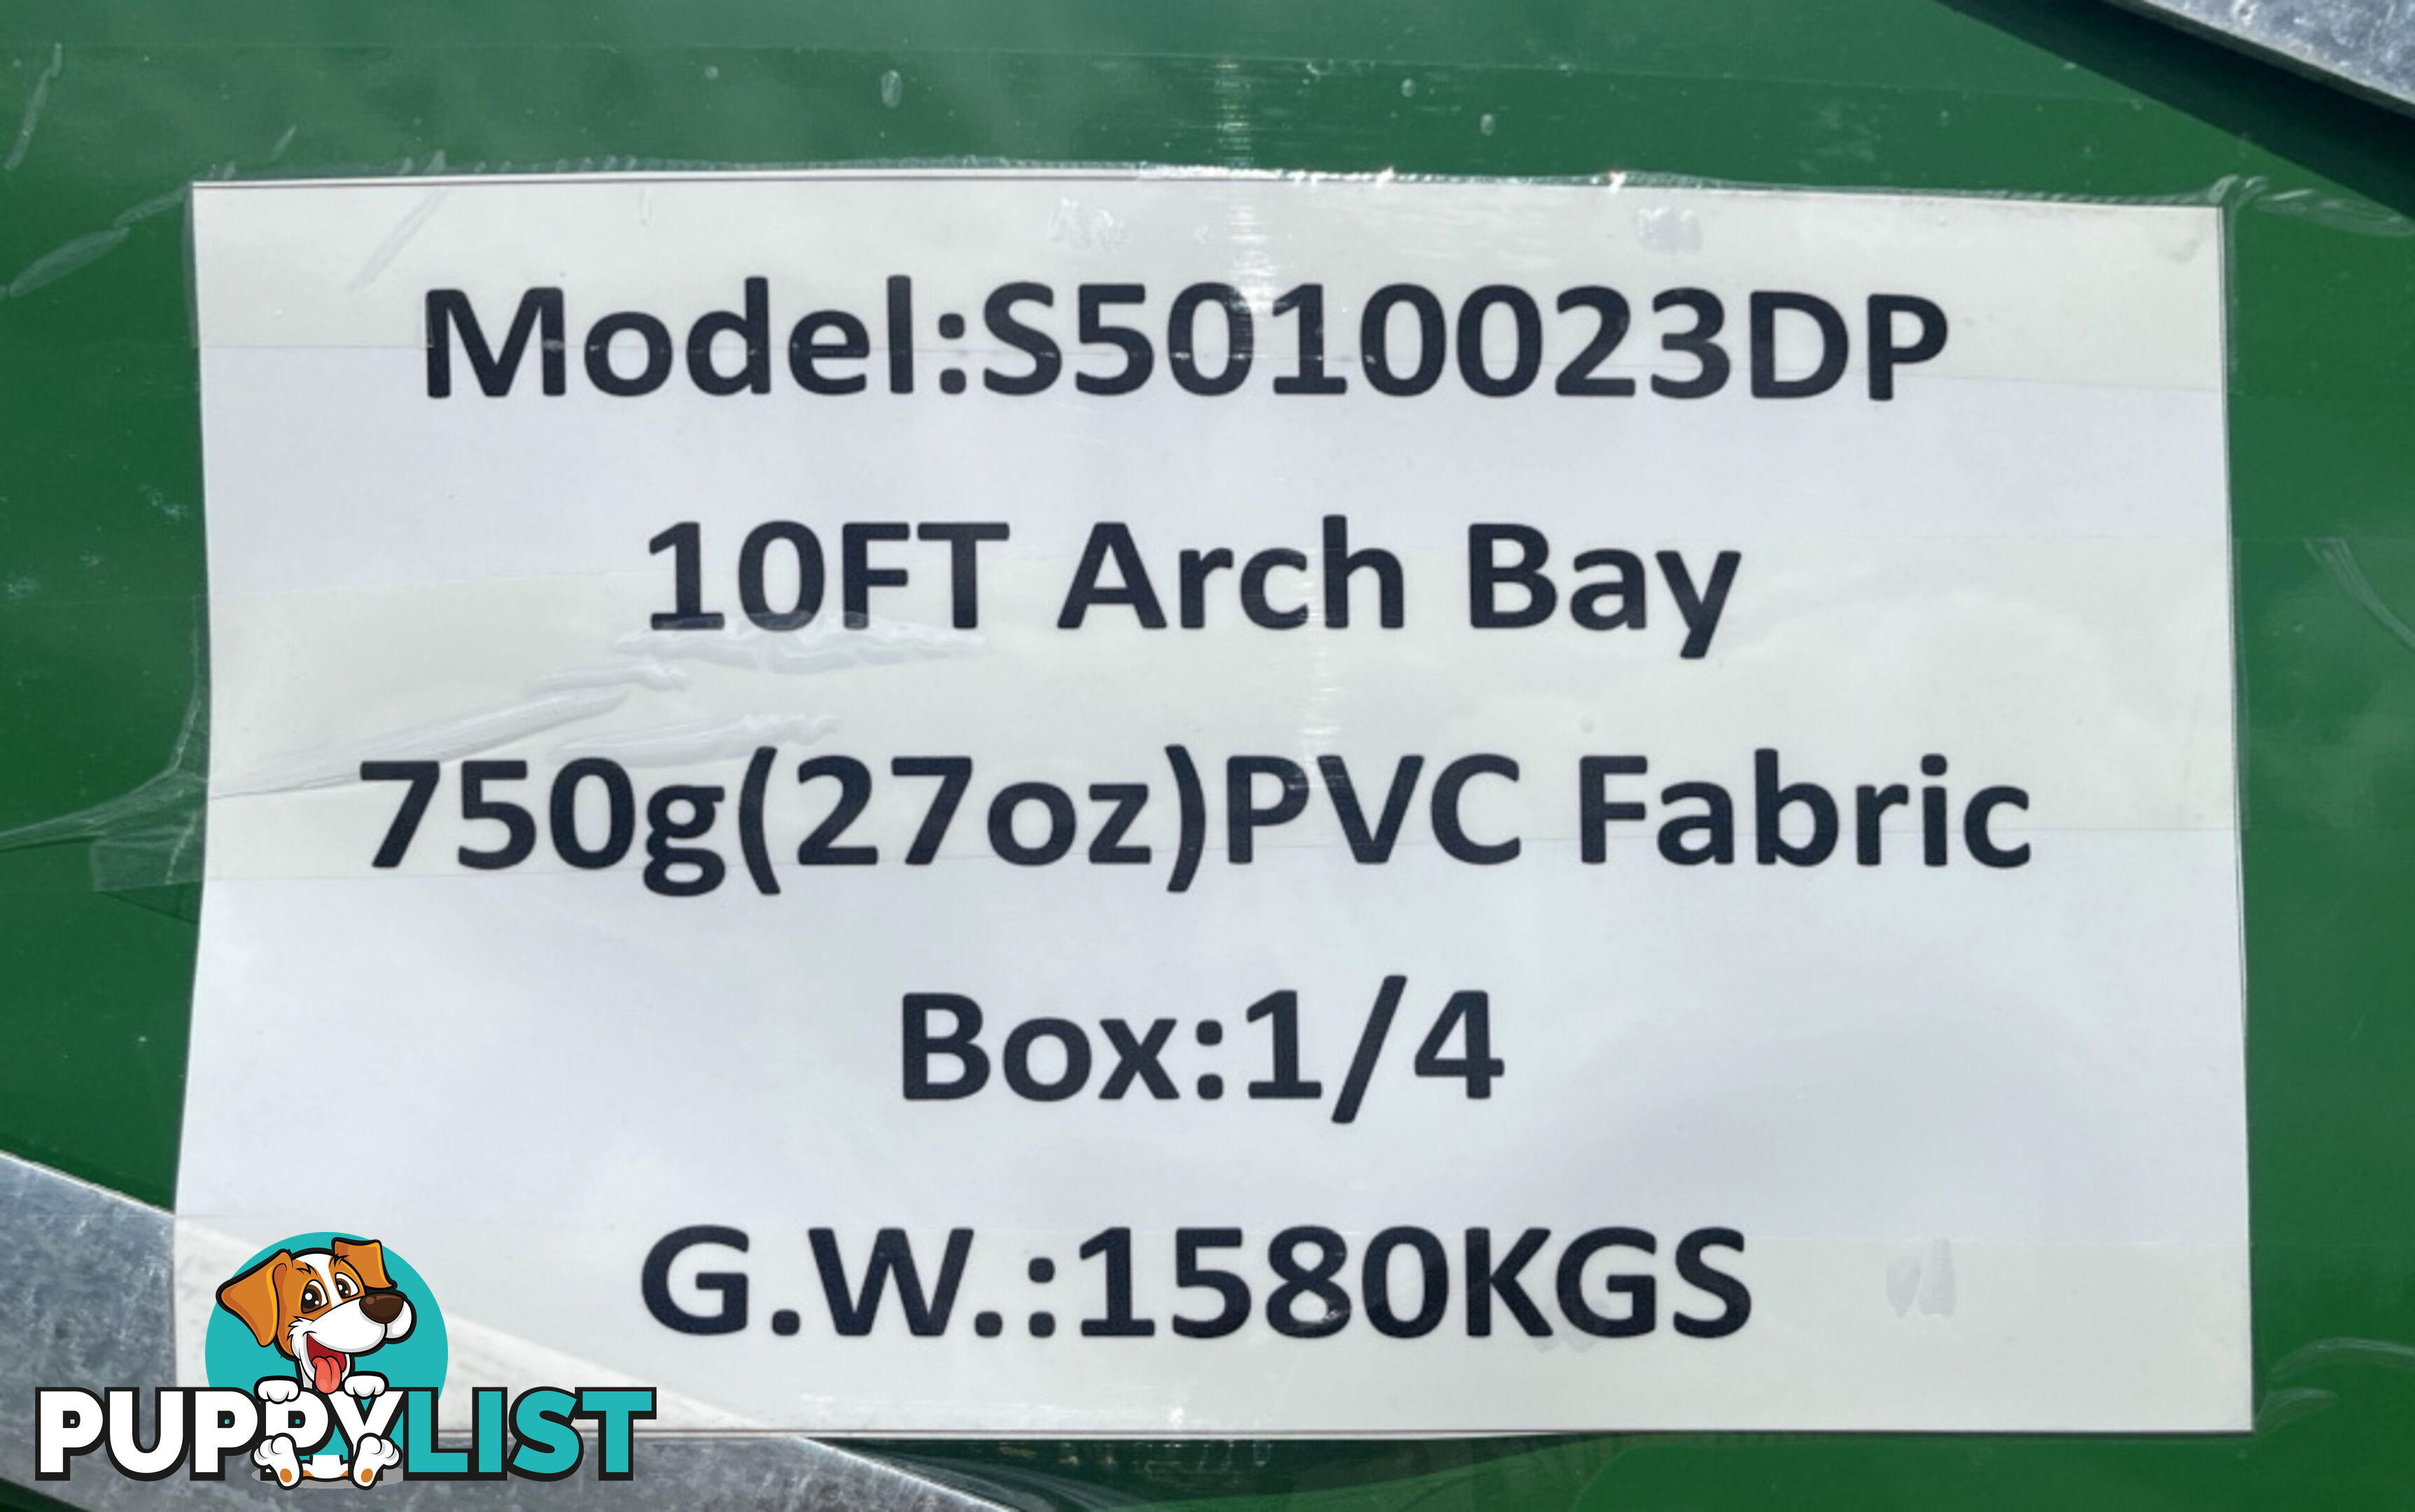 Model:S5010023DP
10FT Arch Bay
750g(27oz)PVC Fabric
Box:1/4
G.W.:1580KGS
PUPPYLIST